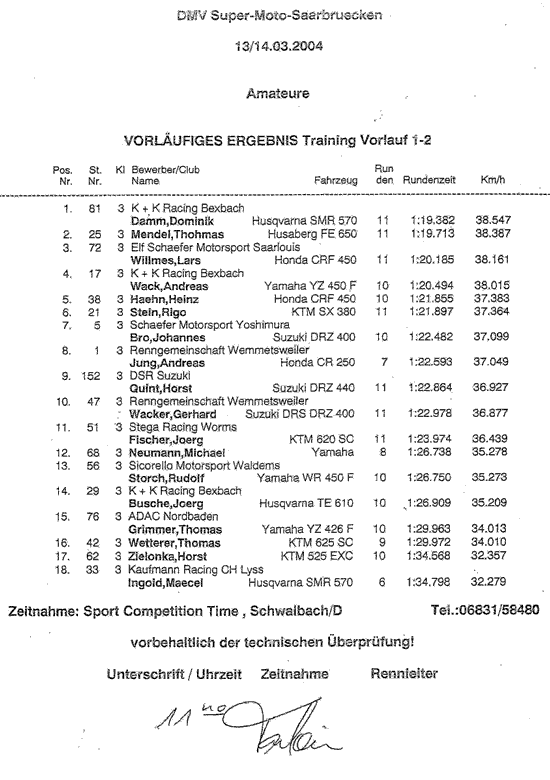 DMV Super-Moto-Saarbruecken
13/14.03.2004
Amateure
VORLÄUFIGES ERGEBNIS Training Vorlauf 1-2
Pos. St. Kl Bewerber/Club Run
Nr. Nr. Name Fahrzeug den Rundenzeit Km/h
1. 81 3 K + K Racing Bexbach
Damm,Dominik Husqvarna SMR 570 11 1:19.382 38.547
2. 25 3 Mendel,Thohmas Husaberg FE 650 11 1:19.713 38.387
3. 72 3 Elf Schaefer Motorsport Saarlouis
Willmes,Lars Honda CRF 450 11 1:20.185 38.161
4. 17 3 K + K Racing Bexbach
Wack,Andreas Yamaha YZ 450 F 10 1:20.494 38.015
5. 38 3 Haehn,Heinz Honda CRF 450 10 1:21.855 37.383
6. 21 3 Stein,Rigo KTM SX 380 11 1:21.897 37.364
7. 5 3 Schaefer Motorsport Yoshimura
Bro,Johannes Suzuki DRZ 400 10 1:22.482 37.099
8. 1 3 Renngemeinschaft Wemmetsweiler
Jung,Andreas Honda CR 250 7 1:22.593 37.049
9. 152 3 DSR Suzuki
Quint,Horst Suzuki DRZ 440 11 1:22.864 36.927
10. 47 3 Renngemeinschaft Wemmetsweiler
Wacker,Gerhard Suzuki DRS DRZ 400 11 1:22.978 36.877
11. 51 3 Stega Racing Worms
Fischer,Joerg KTM 620 SC 11 1:23.974 36.439
12. 68 3 Neumann,Michael Yamaha 8 1:26.738 35.278
13. 56 3 Sicorello Motorsport Waldems
Storch,Rudolf Yamaha WR 450 F 10 1:26.750 35.273
14. 29 3 K + K Racing Bexbach
Busche,Joerg Husqvarna TE 610 10 1:26.909 35.209
15. 76 3 ADAC Nordbaden
Grimmer,Thomas Yamaha YZ 426 F 10 1:29.963 34.013
16. 42 3 Wetterer,Thomas KTM 625 SC 9 1:29.972 34.010
17. 62 3 Zielonka,Horst KTM 525 EXC 10 1:34.568 32.357
18. 33 3 Kaufmann Racing CH Lyss
Ingold,Maecel Husqvarna SMR 570 6 1:34.798 32.279
Zeitnahme: Sport Competition Time , Schwalbach/D Tel.:06831/58480
vorbehaltlich der technischen Überprüfung!
Unterschrift / Uhrzeit Zeitnahme Rennleiter
11 no